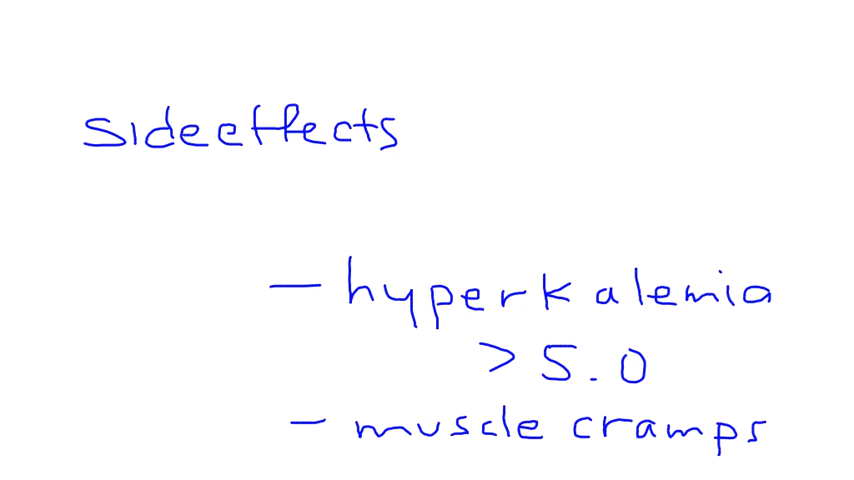 sideeffects
- hyperkalemia
> 5.0
- muscle cramps